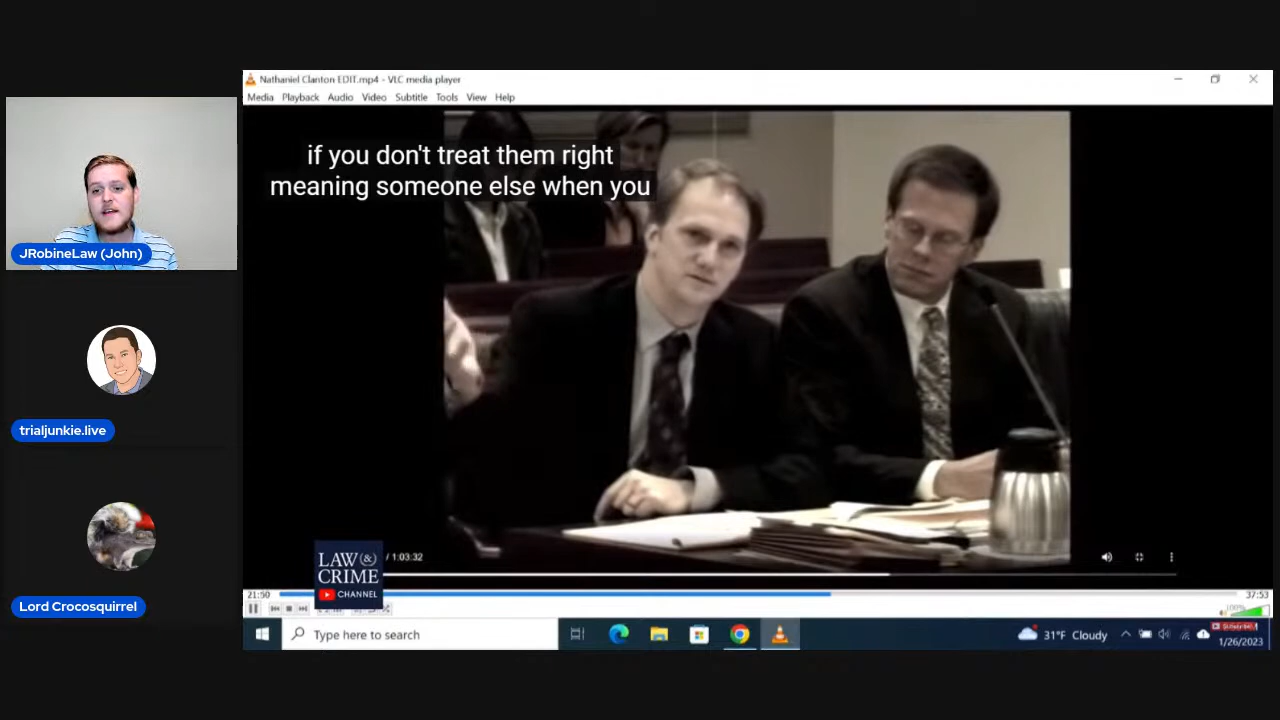 Nathaniel Clanton EDIT.mp4 - VLC media player
Media Playback Audio Video Subtitle Tools View Help
if you don't treat them right
meaning someone else when you
JRobineLaw (John)
trialjunkie.live
Lord Crocosquirrel
/ 1:03:32
LAW(&)
CRIME
CHANNEL
21:50
37:53
100%
Type here to search
31°F Cloudy
1/26/2023